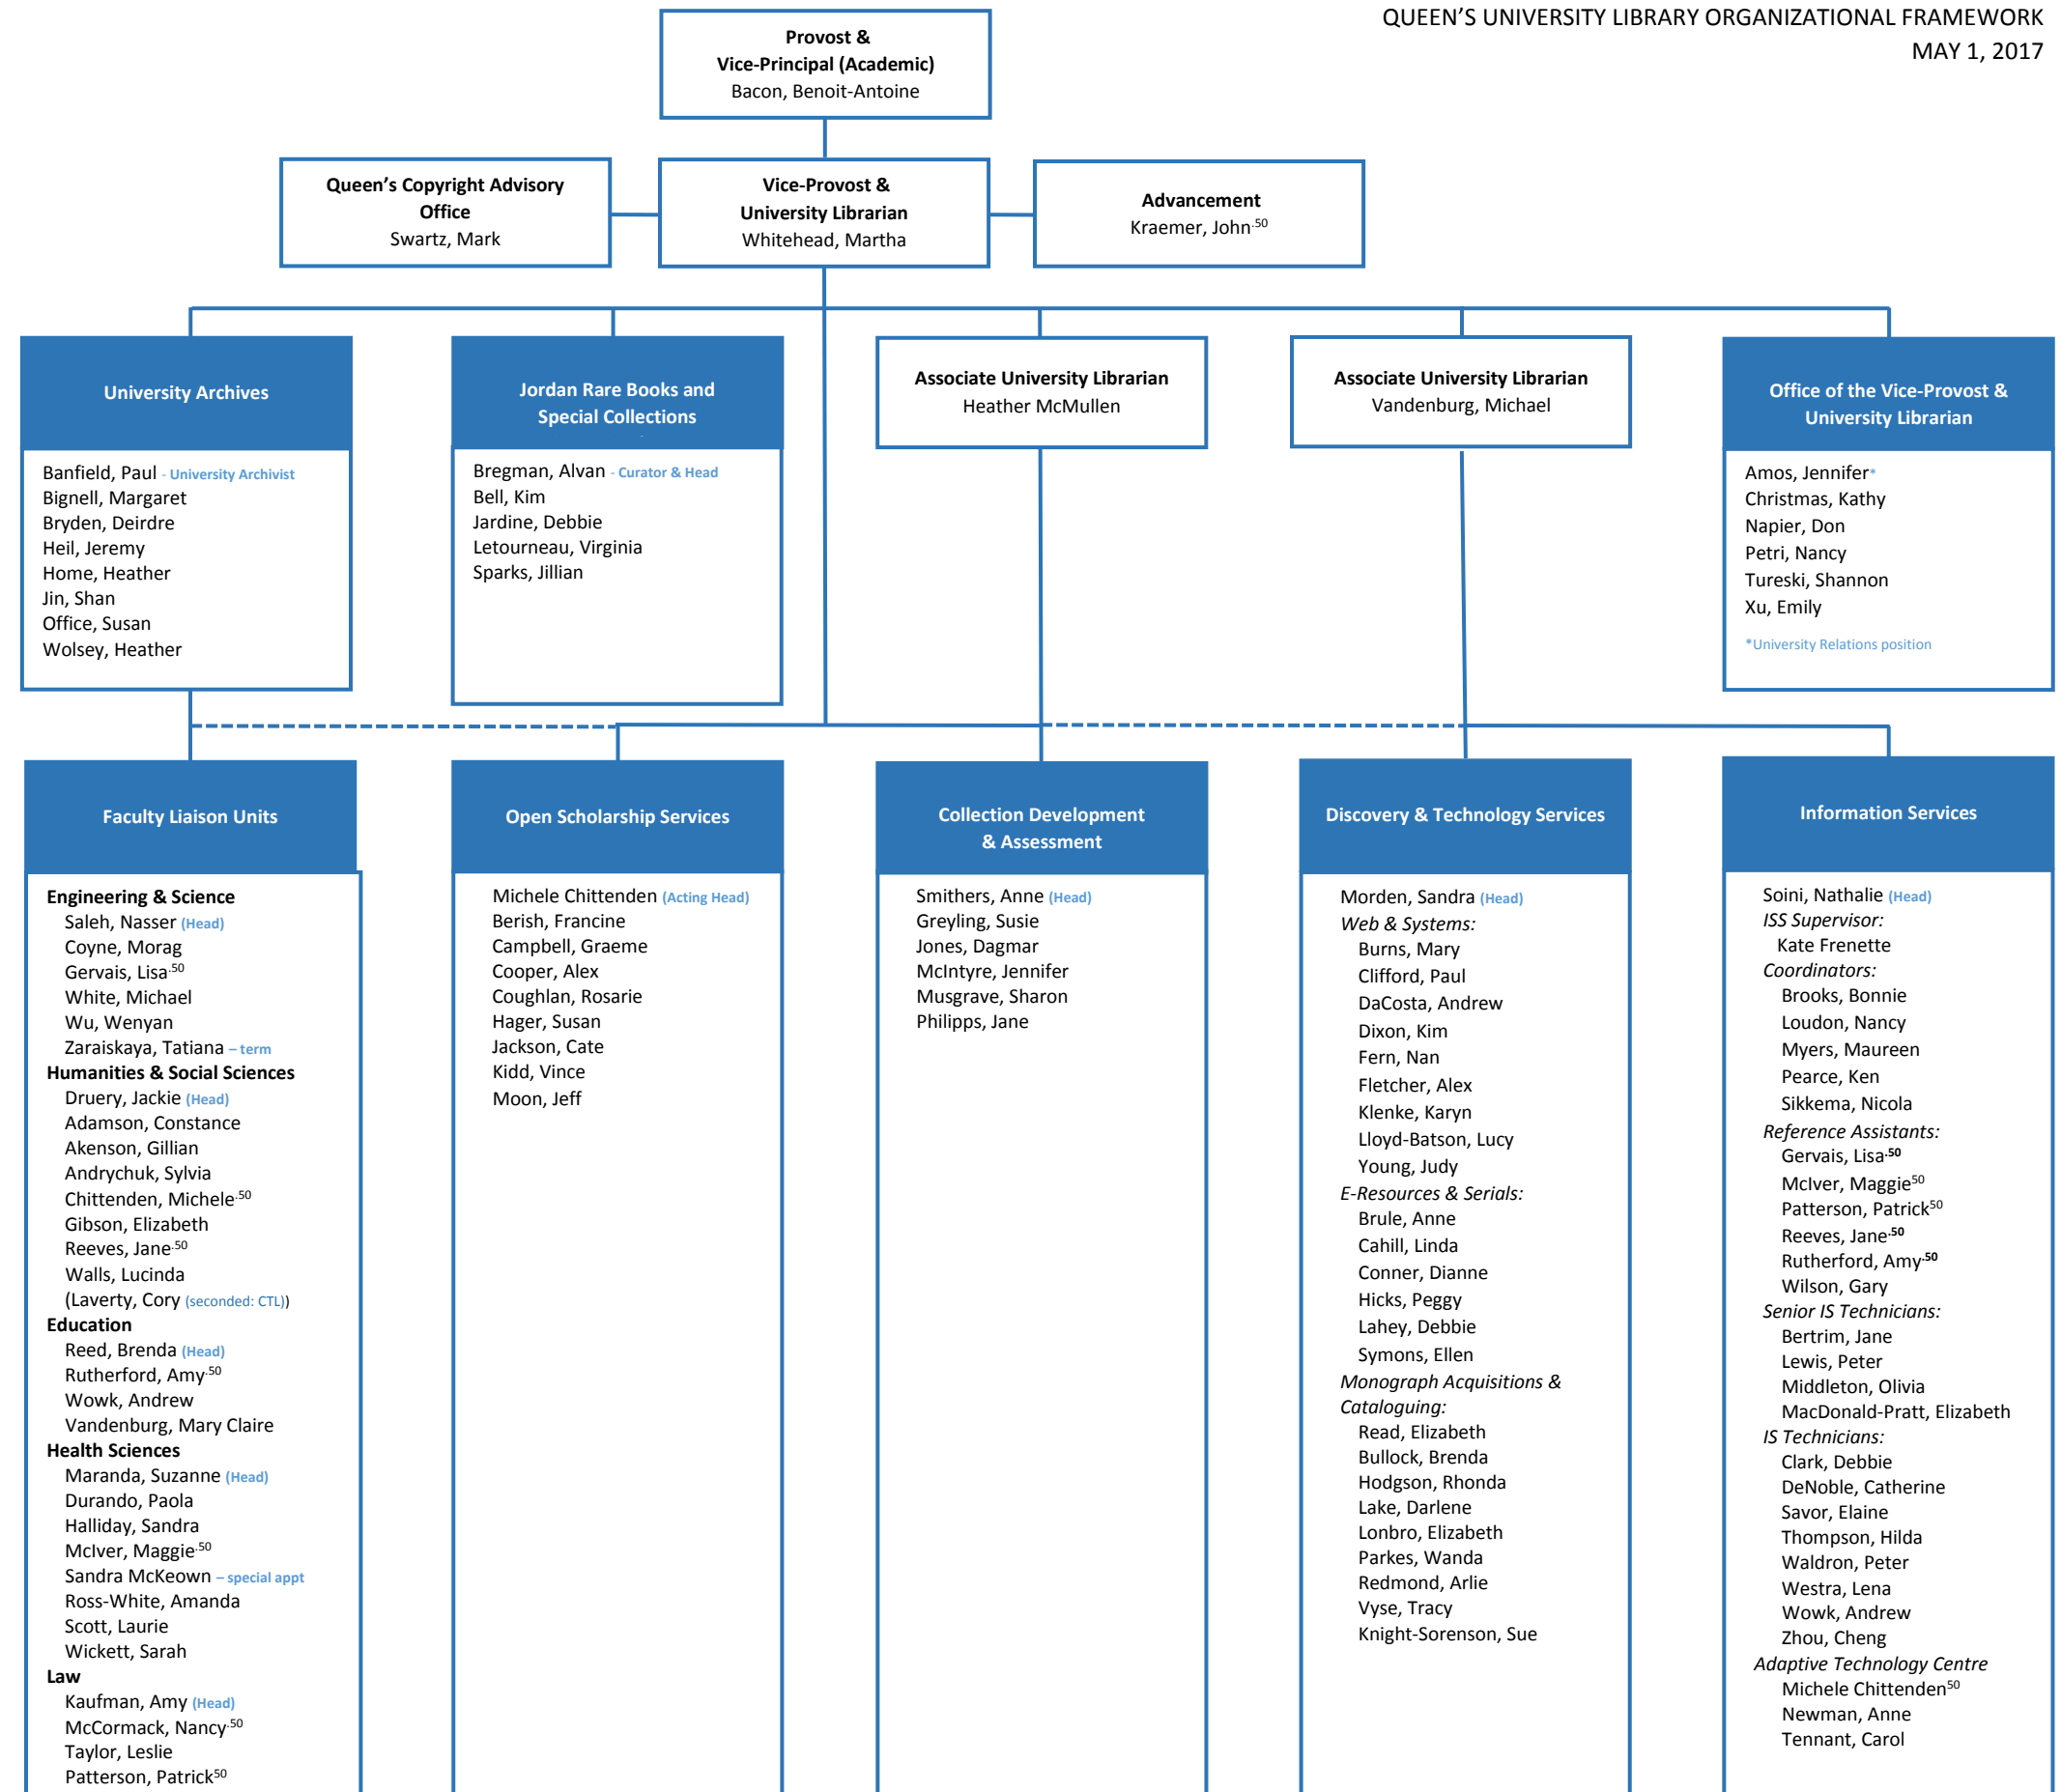 QUEEN'S UNIVERSITY LIBRARY ORGANIZATIONAL FRAMEWORK
MAY 1, 2017
Provost &
Vice-Principal (Academic)
Bacon, Benoit-Antoine
Queen's Copyright Advisory
Office
Swartz, Mark
Vice-Provost &
University Librarian
Whitehead, Martha
Advancement
Kraemer, John.50
University Archives
Banfield, Paul - University Archivist
Bignell, Margaret
Bryden, Deirdre
Heil, Jeremy
Home, Heather
Jin, Shan
Office, Susan
Wolsey, Heather
Jordan Rare Books and
Special Collections
Bregman, Alvan - Curator & Head
Bell, Kim
Jardine, Debbie
Letourneau, Virginia
Sparks, Jillian
Associate University Librarian
Heather McMullen
Associate University Librarian
Vandenburg, Michael
Office of the Vice-Provost &
University Librarian
Amos, Jennifer*
Christmas, Kathy
Napier, Don
Petri, Nancy
Tureski, Shannon
Xu, Emily
*University Relations position
Faculty Liaison Units
Engineering & Science
Saleh, Nasser (Head)
Coyne, Morag
Gervais, Lisa.50
White, Michael
Wu, Wenyan
Zaraiskaya, Tatiana – term
Humanities & Social Sciences
Druery, Jackie (Head)
Adamson, Constance
Akenson, Gillian
Andrychuk, Sylvia
Chittenden, Michele.50
Gibson, Elizabeth
Reeves, Jane.50
Walls, Lucinda
(Laverty, Cory (seconded: CTL))
Education
Reed, Brenda (Head)
Rutherford, Amy.50
Wowk, Andrew
Vandenburg, Mary Claire
Health Sciences
Maranda, Suzanne (Head)
Durando, Paola
Halliday, Sandra
McIver, Maggie.50
Sandra McKeown – special appt
Ross-White, Amanda
Scott, Laurie
Wickett, Sarah
Law
Kaufman, Amy (Head)
McCormack, Nancy.50
Taylor, Leslie
Patterson, Patrick50
Open Scholarship Services
Michele Chittenden (Acting Head)
Berish, Francine
Campbell, Graeme
Cooper, Alex
Coughlan, Rosarie
Hager, Susan
Jackson, Cate
Kidd, Vince
Moon, Jeff
Collection Development
& Assessment
Smithers, Anne (Head)
Greyling, Susie
Jones, Dagmar
McIntyre, Jennifer
Musgrave, Sharon
Philipps, Jane
Discovery & Technology Services
Morden, Sandra (Head)
Web & Systems:
Burns, Mary
Clifford, Paul
DaCosta, Andrew
Dixon, Kim
Fern, Nan
Fletcher, Alex
Klenke, Karyn
Lloyd-Batson, Lucy
Young, Judy
E-Resources & Serials:
Brule, Anne
Cahill, Linda
Conner, Dianne
Hicks, Peggy
Lahey, Debbie
Symons, Ellen
Monograph Acquisitions &
Cataloguing:
Read, Elizabeth
Bullock, Brenda
Hodgson, Rhonda
Lake, Darlene
Lonbro, Elizabeth
Parkes, Wanda
Redmond, Arlie
Vyse, Tracy
Knight-Sorenson, Sue
Information Services
Soini, Nathalie (Head)
ISS Supervisor:
Kate Frenette
Coordinators:
Brooks, Bonnie
Loudon, Nancy
Myers, Maureen
Pearce, Ken
Sikkema, Nicola
Reference Assistants:
Gervais, Lisa.50
McIver, Maggie50
Patterson, Patrick50
Reeves, Jane.50
Rutherford, Amy.50
Wilson, Gary
Senior IS Technicians:
Bertrim, Jane
Lewis, Peter
Middleton, Olivia
MacDonald-Pratt, Elizabeth
IS Technicians:
Clark, Debbie
DeNoble, Catherine
Savor, Elaine
Thompson, Hilda
Waldron, Peter
Westra, Lena
Wowk, Andrew
Zhou, Cheng
Adaptive Technology Centre
Michele Chittenden50
Newman, Anne
Tennant, Carol